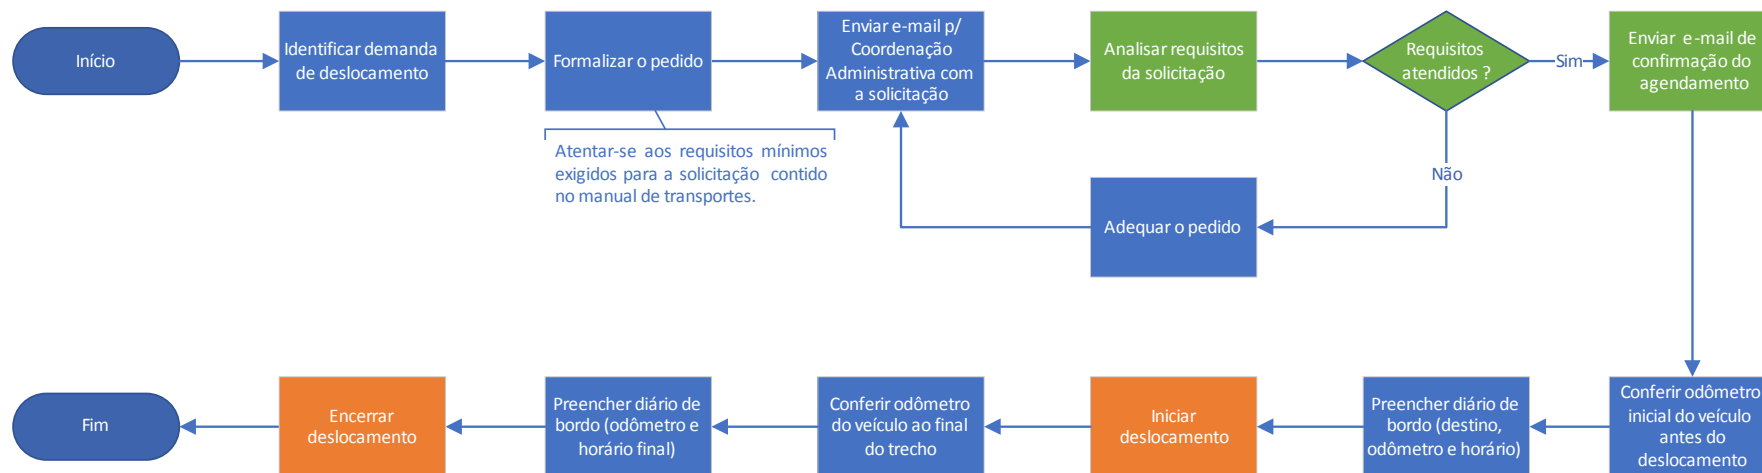 Início
Identificar demanda
de deslocamento
Formalizar o pedido
Enviar e-mail p/
Coordenação
Administrativa com
a solicitação
Analisar requisitos
da solicitação
Requisitos
atendidos ?
Sim
Enviar e-mail de
confirmação do
agendamento
Atentar-se aos requisitos mínimos
exigidos para a solicitação contido
no manual de transportes.
Não
Adequar o pedido
Fim
Encerrar
deslocamento
Preencher diário de
bordo (odômetro e
horário final)
Conferir odômetro
do veículo ao final
do trecho
Iniciar
deslocamento
Preencher diário de
bordo (destino,
odômetro e horário)
Conferir odômetro
inicial do veículo
antes do
deslocamento